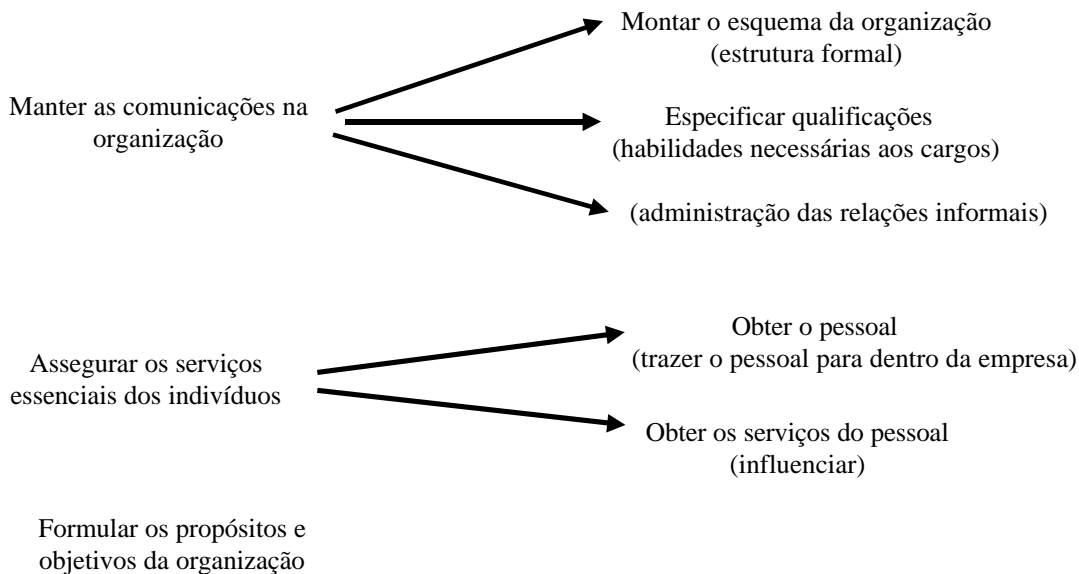 Montar o esquema da organização
(estrutura formal)
Manter as comunicações na
organização
Especificar qualificações
(habilidades necessárias aos cargos)
(administração das relações informais)
Obter o pessoal
(trazer o pessoal para dentro da empresa)
Assegurar os serviços
essenciais dos indivíduos
Obter os serviços do pessoal
(influenciar)
Formular os propósitos e
objetivos da organização